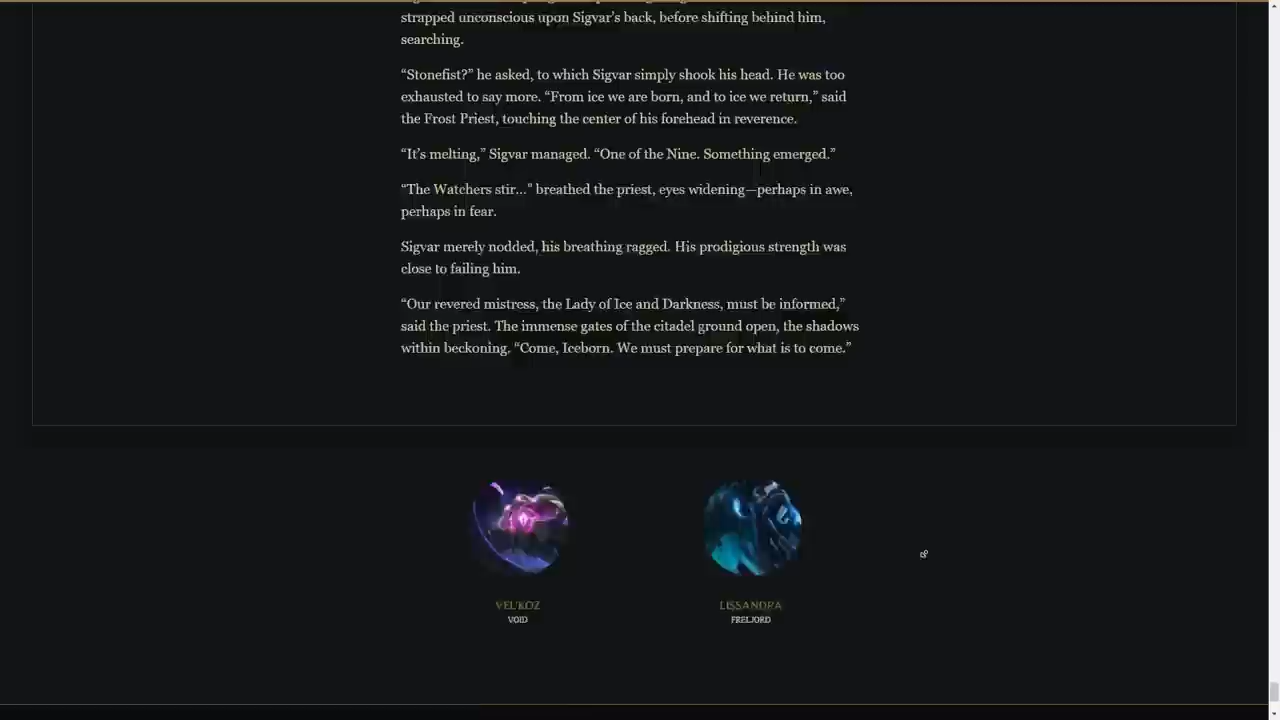 strapped unconscious upon Sigvar's back, before shifting behind him,
searching.
“Stonefist?” he asked, to which Sigvar simply shook his head. He was too
exhausted to say more. “From ice we are born, and to ice we return,” said
the Frost Priest, touching the center of his forehead in reverence.
“It’s melting,” Sigvar managed. “One of the Nine. Something emerged.”
“The Watchers stir...” breathed the priest, eyes widening—perhaps in awe,
perhaps in fear.
Sigvar merely nodded, his breathing ragged. His prodigious strength was
close to failing him.
“Our revered mistress, the Lady of Ice and Darkness, must be informed,”
said the priest. The immense gates of the citadel ground open, the shadows
within beckoning. “Come, Iceborn. We must prepare for what is to come.”
VEL'KOZ
VOID
LISSANDRA
FRELJORD